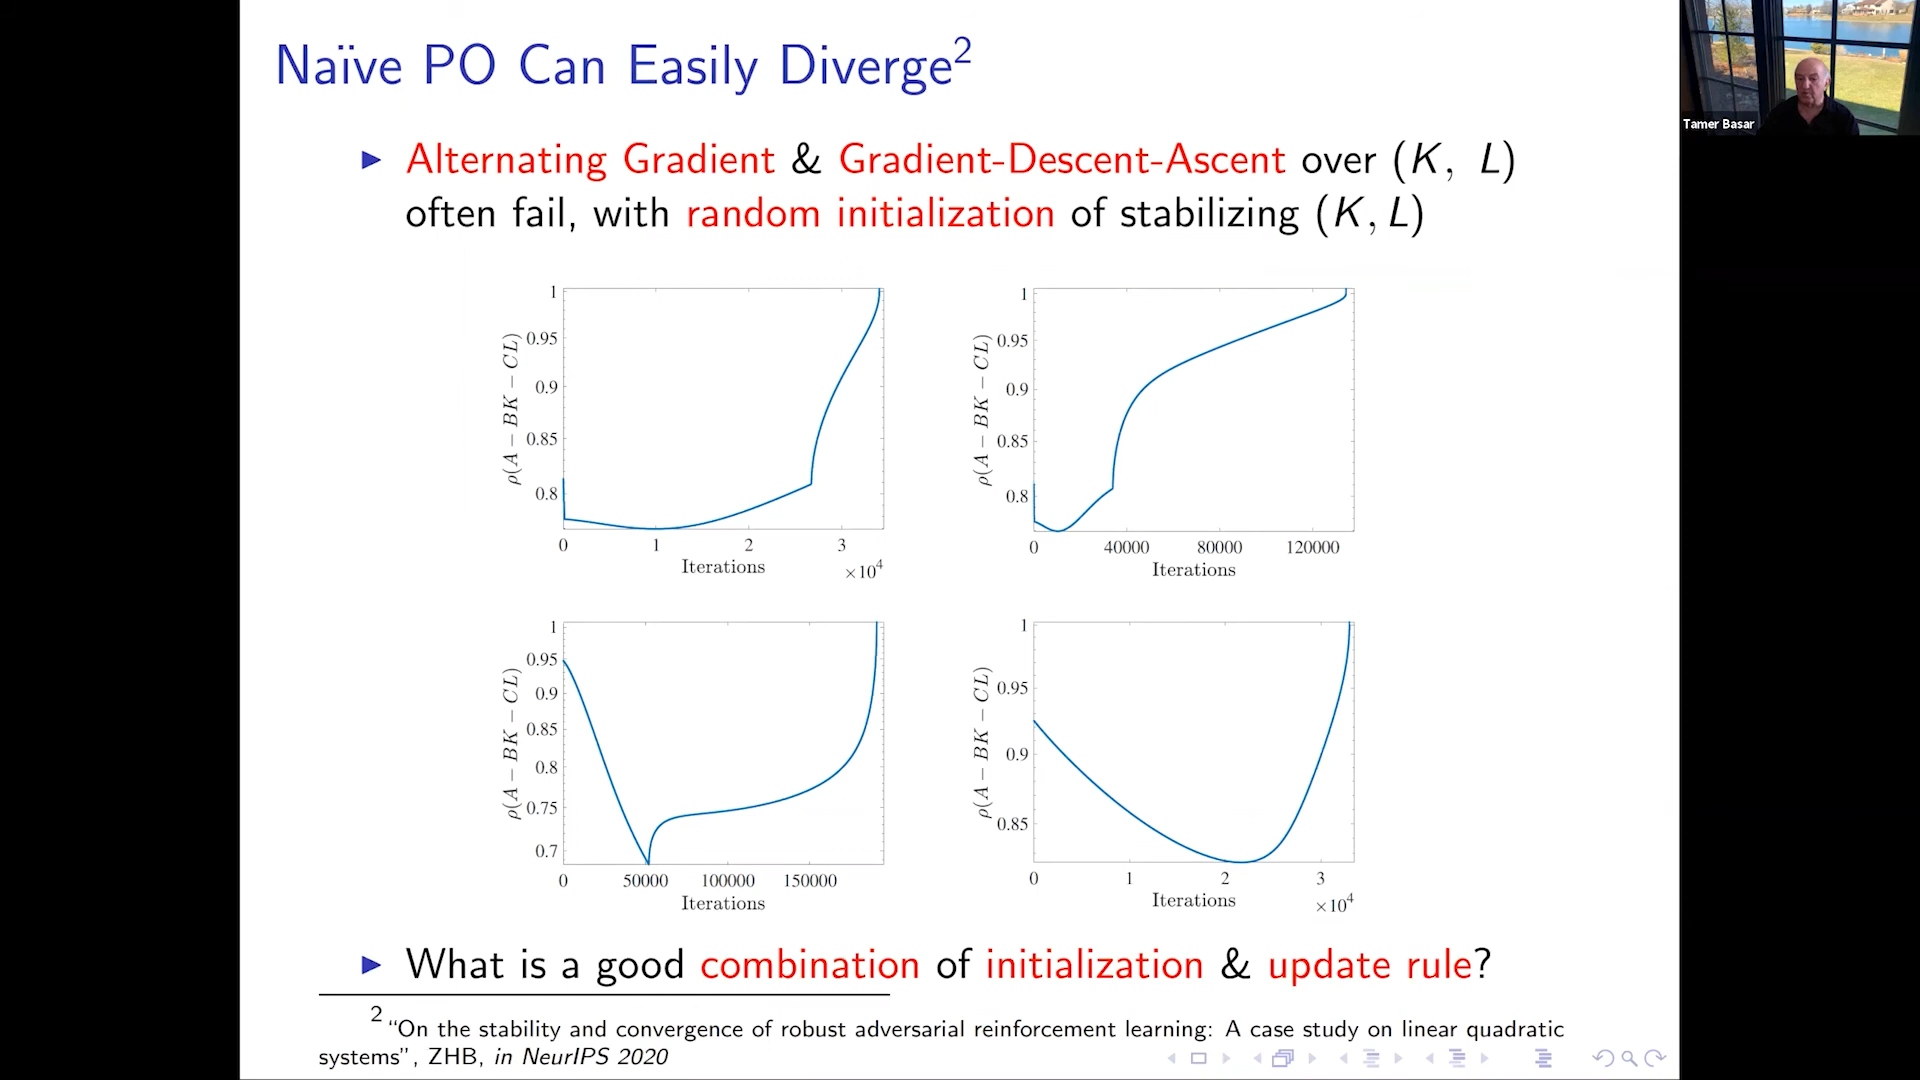 Naïve PO Can Easily Diverge²
Tamer Basar
▶ Alternating Gradient & Gradient-Descent-Ascent over (K, L)
often fail, with random initialization of stabilizing (K, L)
1
0.95
0.9
0.85
0.8
ρ(A − BK − CL)
0 1 2 3
Iterations
×10⁴
1
0.95
0.9
0.85
0.8
ρ(A − BK − CL)
0 40000 80000 120000
Iterations
1
0.95
0.9
0.85
0.8
0.75
0.7
ρ(A − BK − CL)
0 50000 100000 150000
Iterations
1
0.95
0.9
0.85
ρ(A − BK − CL)
0 1 2 3
Iterations
×10⁴
▶ What is a good combination of initialization & update rule?
² “On the stability and convergence of robust adversarial reinforcement learning: A case study on linear quadratic
systems”, ZHB, in NeurIPS 2020